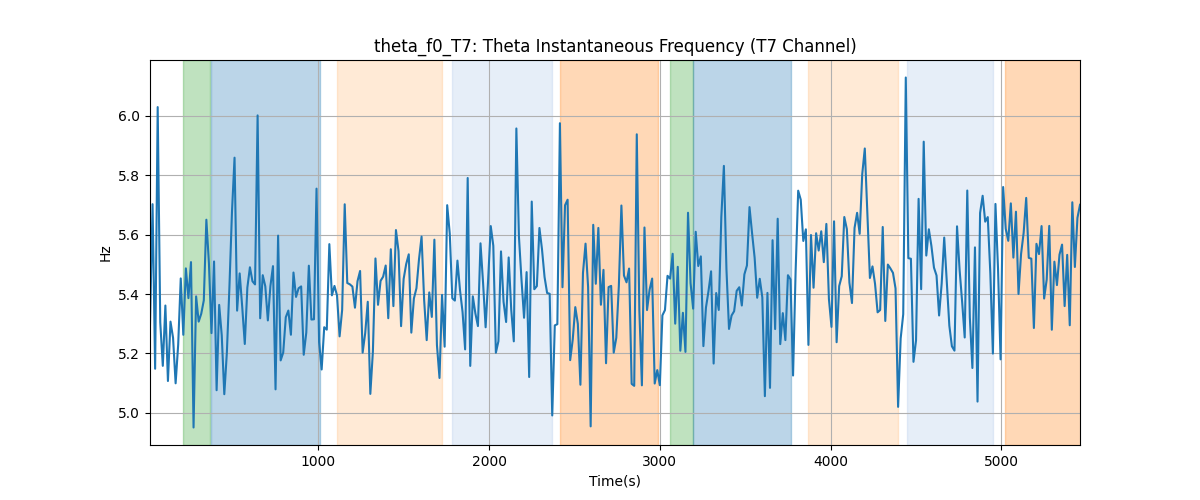 theta_f0_T7: Theta Instantaneous Frequency (T7 Channel)
6.0
5.8
5.6
5.4
5.2
5.0
Hz
1000 2000 3000 4000 5000
Time(s)